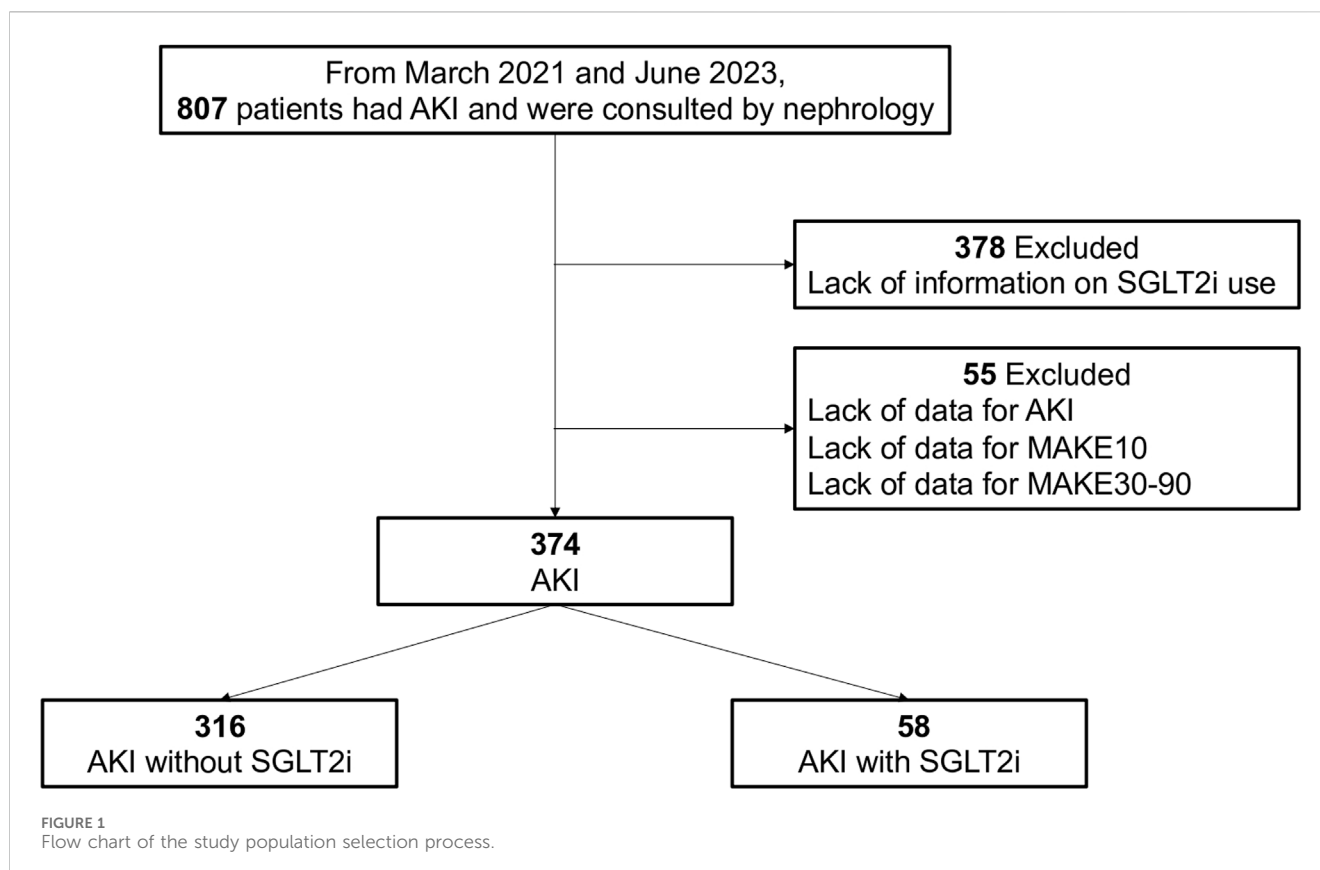 From March 2021 and June 2023,
807 patients had AKI and were consulted by nephrology
378 Excluded
Lack of information on SGLT2i use
55 Excluded
Lack of data for AKI
Lack of data for MAKE10
Lack of data for MAKE30-90
374
AKI
316
AKI without SGLT2i
58
AKI with SGLT2i
FIGURE 1
Flow chart of the study population selection process.